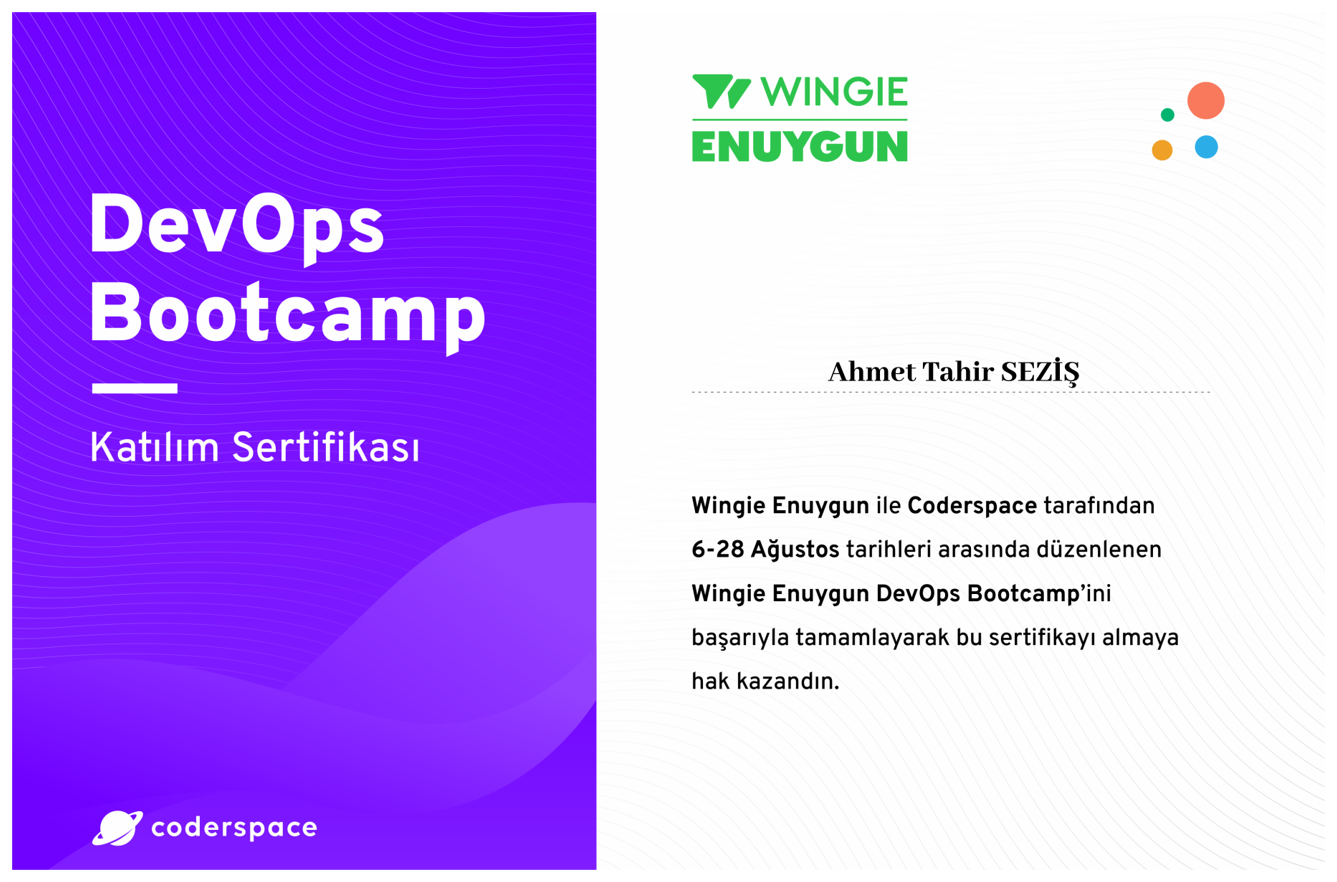 DevOps
Bootcamp
Katılım Sertifikası
coderspace
WINGIE
ENUYGUN
Ahmet Tahir SEZİŞ
Wingie Enuygun ile Coderspace tarafından
6-28 Ağustos tarihleri arasında düzenlenen
Wingie Enuygun DevOps Bootcamp’ini
başarıyla tamamlayarak bu sertifikayı almaya
hak kazandın.